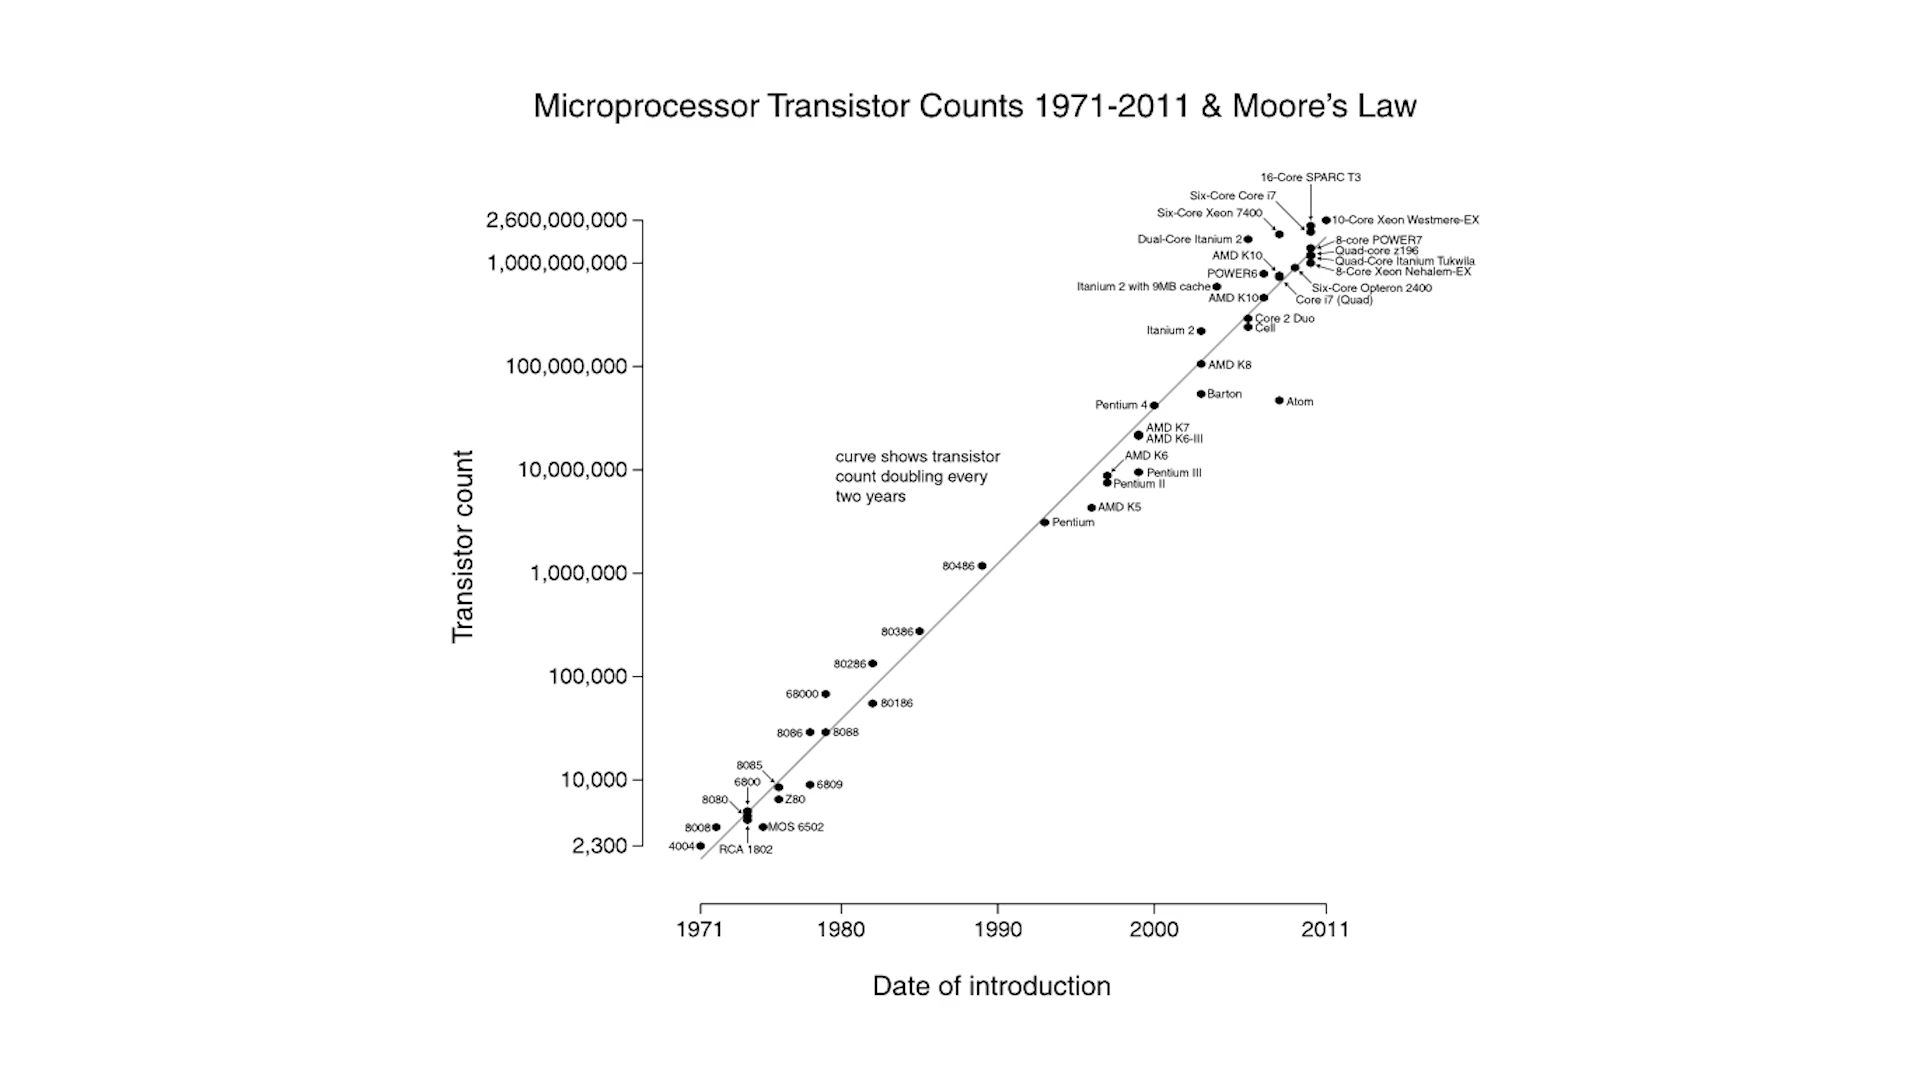 Microprocessor Transistor Counts 1971-2011 & Moore's Law
16-Core SPARC T3
Six-Core Core i7
Six-Core Xeon 7400
10-Core Xeon Westmere-EX
Dual-Core Itanium 2
8-core POWER7
Quad-core z196
AMD K10
Quad-Core Itanium Tukwila
8-Core Xeon Nehalem-EX
POWER6
Itanium 2 with 9MB cache
Six-Core Opteron 2400
AMD K10
Core i7 (Quad)
Core 2 Duo
Cell
Itanium 2
AMD K8
Barton
Atom
Pentium 4
AMD K7
AMD K6-III
AMD K6
Pentium III
Pentium II
AMD K5
Pentium
80486
80386
80286
68000
80186
8086
8088
8085
6800
6809
8080
Z80
8008
MOS 6502
4004
RCA 1802
curve shows transistor
count doubling every
two years
2,600,000,000
1,000,000,000
100,000,000
10,000,000
1,000,000
100,000
10,000
2,300
Transistor count
1971
1980
1990
2000
2011
Date of introduction